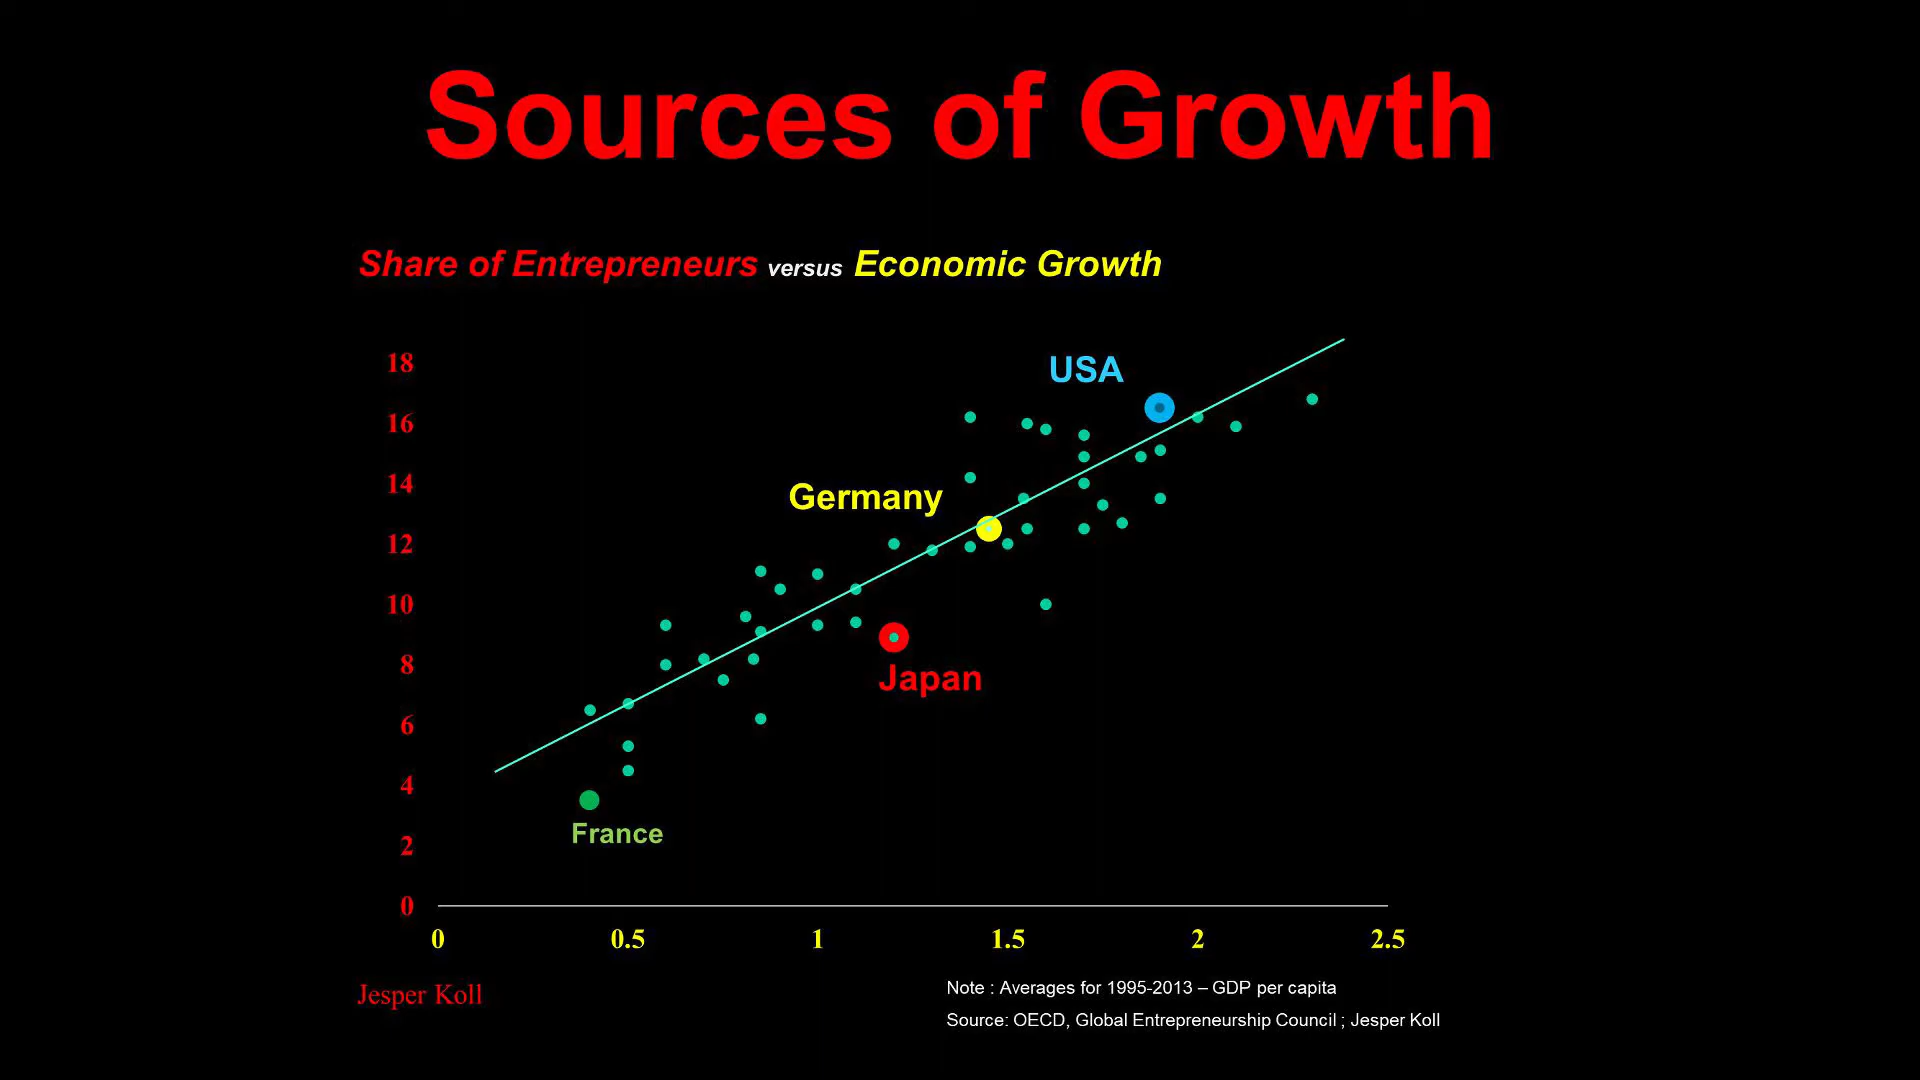 Sources of Growth
Share of Entrepreneurs versus Economic Growth
18
USA
16
14
Germany
12
10
8
Japan
6
4
France
2
0
0 0.5 1 1.5 2 2.5
Jesper Koll
Note : Averages for 1995-2013 – GDP per capita
Source: OECD, Global Entrepreneurship Council ; Jesper Koll